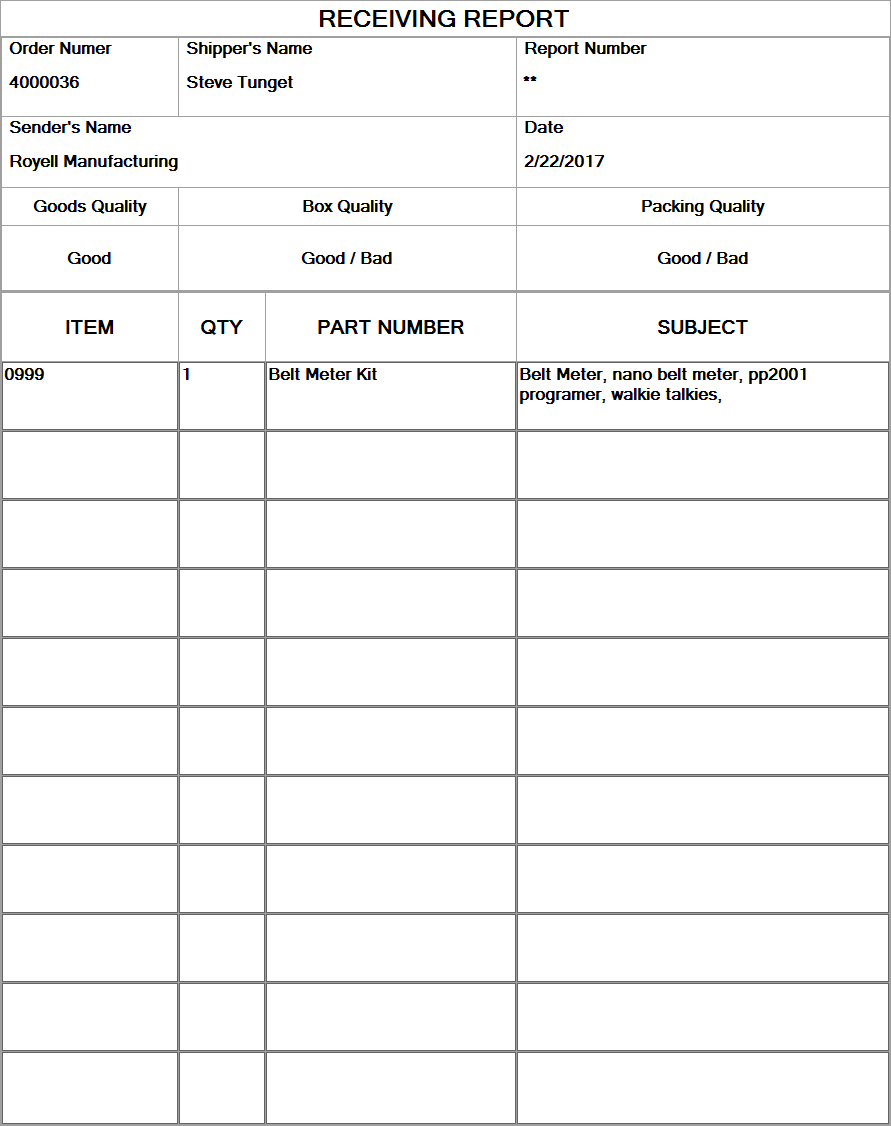 RECEIVING REPORT
Order Numer
Shipper's Name
Report Number
4000036
Steve Tunget
**
Sender's Name
Date
Royell Manufacturing
2/22/2017
Goods Quality
Box Quality
Packing Quality
Good
Good / Bad
Good / Bad
ITEM
QTY
PART NUMBER
SUBJECT
0999
1
Belt Meter Kit
Belt Meter, nano belt meter, pp2001
programer, walkie talkies,